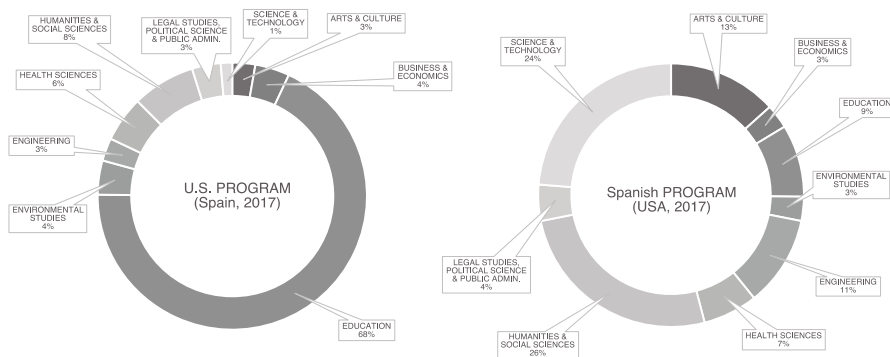 HUMANITIES &
SOCIAL SCIENCES
8%
LEGAL STUDIES,
POLITICAL SCIENCE
& PUBLIC ADMIN.
3%
SCIENCE &
TECHNOLOGY
1%
ARTS & CULTURE
3%
BUSINESS &
ECONOMICS
4%
HEALTH SCIENCES
6%
ENGINEERING
3%
ENVIRONMENTAL
STUDIES
4%
EDUCATION
68%
U.S. PROGRAM
(Spain, 2017)
SCIENCE &
TECHNOLOGY
24%
ARTS & CULTURE
13%
BUSINESS &
ECONOMICS
3%
EDUCATION
9%
ENVIRONMENTAL
STUDIES
3%
ENGINEERING
11%
HEALTH SCIENCES
7%
HUMANITIES &
SOCIAL SCIENCES
26%
LEGAL STUDIES,
POLITICAL SCIENCE
& PUBLIC ADMIN.
4%
Spanish PROGRAM
(USA, 2017)